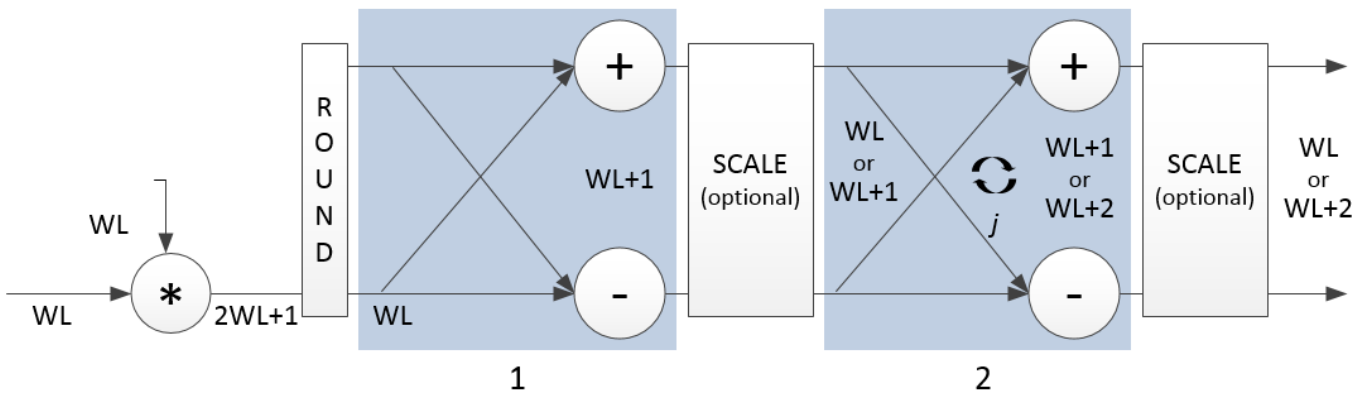 WL
WL
*
2WL+1
R
O
U
N
D
WL
+
WL+1
-
1
SCALE
(optional)
WL
or
WL+1
j
+
WL+1
or
WL+2
-
2
SCALE
(optional)
WL
or
WL+2